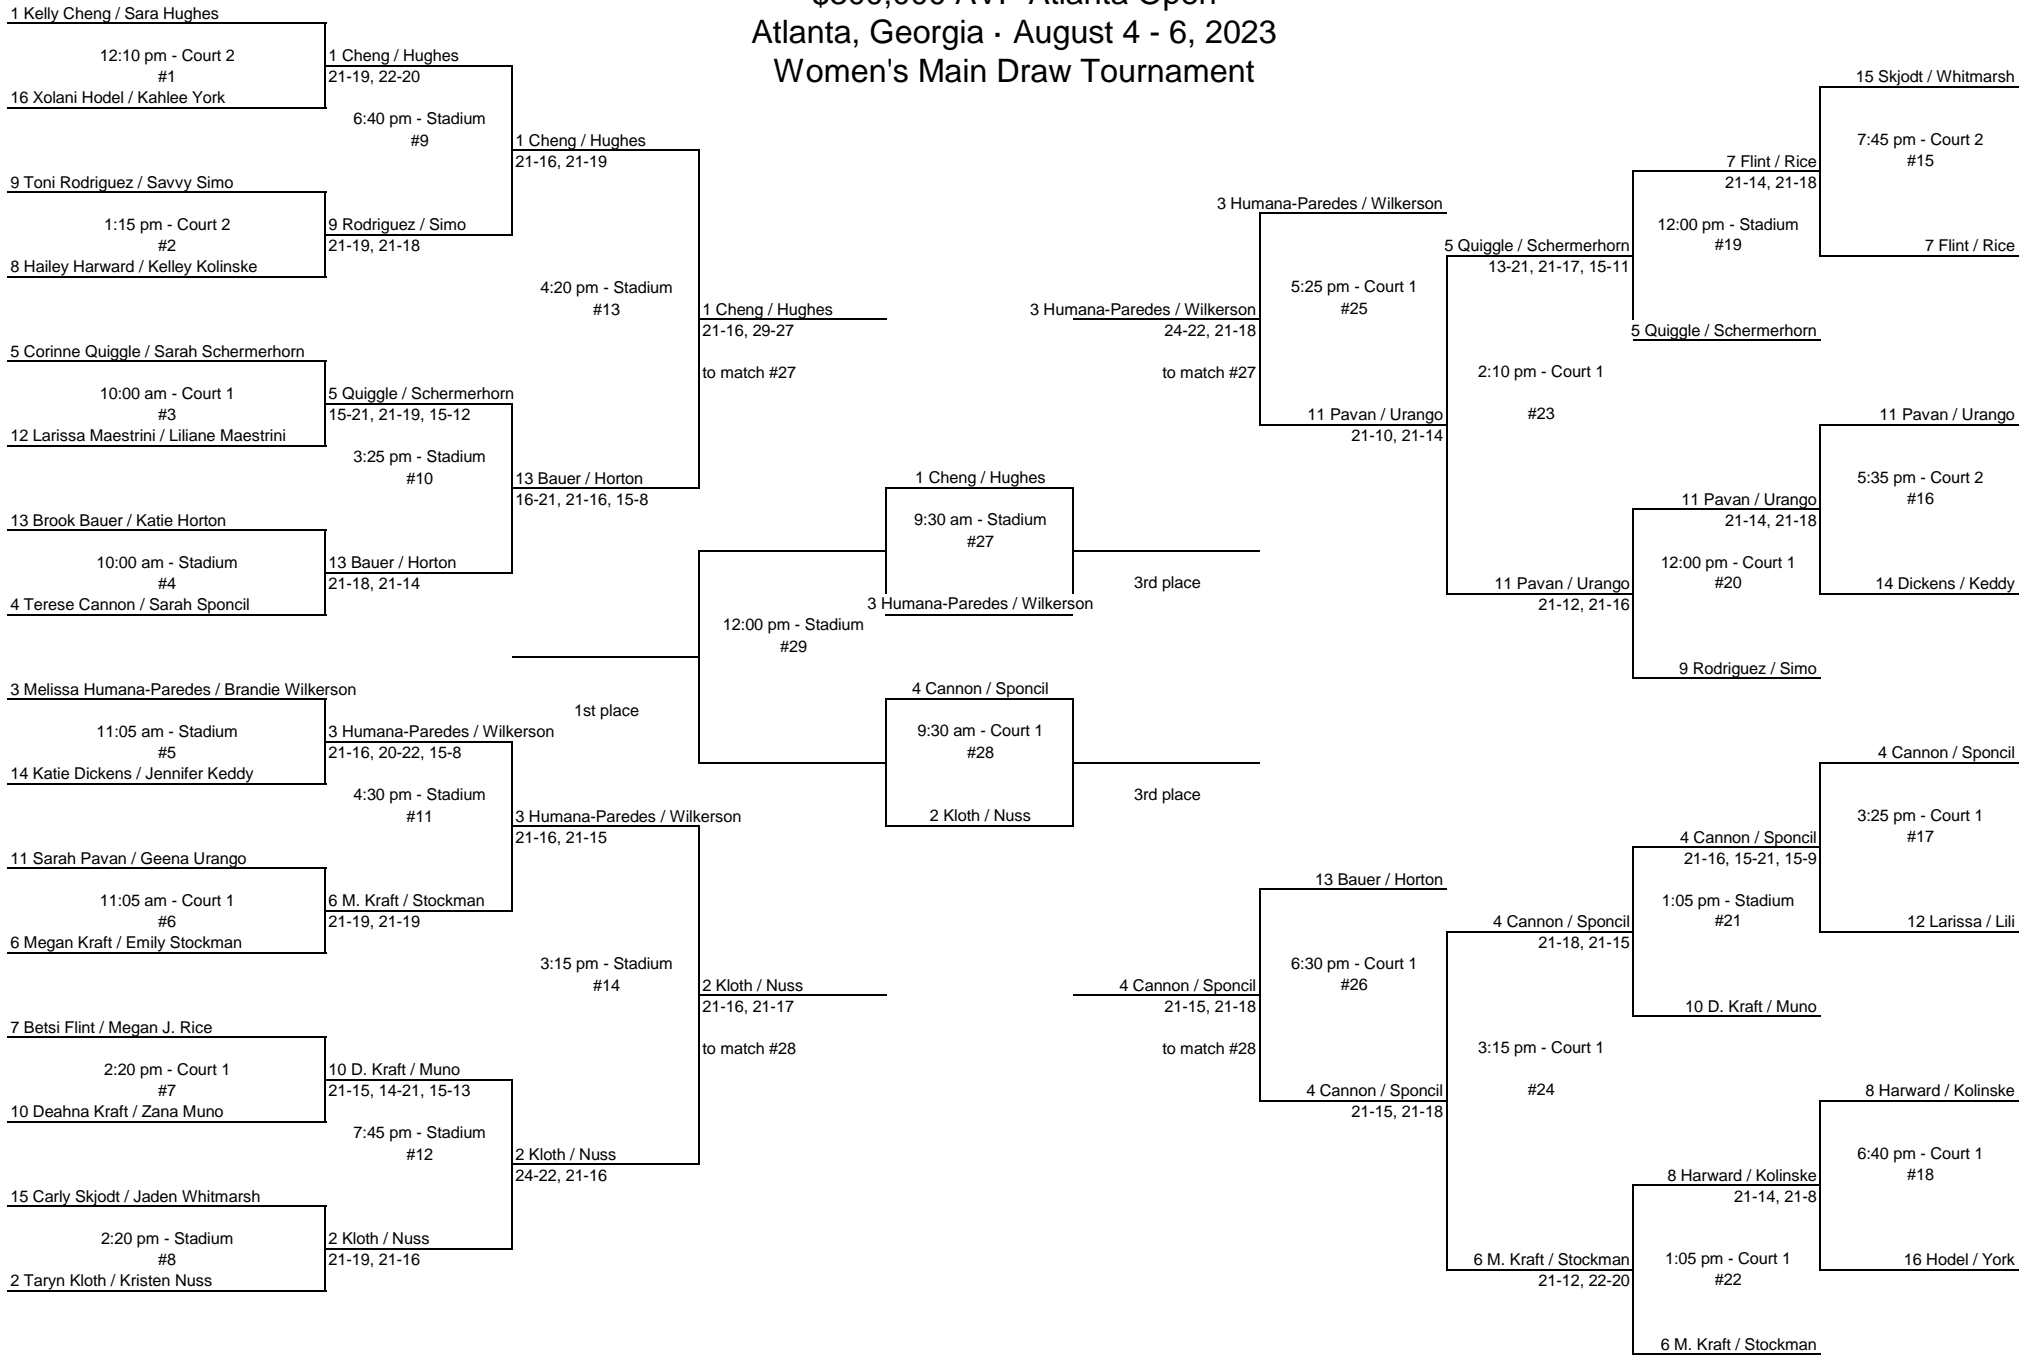 $300,000 AVP Atlanta Open
Atlanta, Georgia · August 4 - 6, 2023
Women's Main Draw Tournament
1 Kelly Cheng / Sara Hughes
12:10 pm - Court 2
#1
16 Xolani Hodel / Kahlee York
9 Toni Rodriguez / Savvy Simo
1:15 pm - Court 2
#2
8 Hailey Harward / Kelley Kolinske
5 Corinne Quiggle / Sarah Schermerhorn
10:00 am - Court 1
#3
12 Larissa Maestrini / Liliane Maestrini
13 Brook Bauer / Katie Horton
10:00 am - Stadium
#4
4 Terese Cannon / Sarah Sponcil
3 Melissa Humana-Paredes / Brandie Wilkerson
11:05 am - Stadium
#5
14 Katie Dickens / Jennifer Keddy
11 Sarah Pavan / Geena Urango
11:05 am - Court 1
#6
6 Megan Kraft / Emily Stockman
7 Betsi Flint / Megan J. Rice
2:20 pm - Court 1
#7
10 Deahna Kraft / Zana Muno
15 Carly Skjodt / Jaden Whitmarsh
2:20 pm - Stadium
#8
2 Taryn Kloth / Kristen Nuss
1 Cheng / Hughes
21-19, 22-20
6:40 pm - Stadium
#9
9 Rodriguez / Simo
21-19, 21-18
5 Quiggle / Schermerhorn
15-21, 21-19, 15-12
3:25 pm - Stadium
#10
13 Bauer / Horton
21-18, 21-14
3 Humana-Paredes / Wilkerson
21-16, 20-22, 15-8
4:30 pm - Stadium
#11
6 M. Kraft / Stockman
21-19, 21-19
10 D. Kraft / Muno
21-15, 14-21, 15-13
7:45 pm - Stadium
#12
2 Kloth / Nuss
21-19, 21-16
1 Cheng / Hughes
21-16, 21-19
4:20 pm - Stadium
#13
13 Bauer / Horton
16-21, 21-16, 15-8
3 Humana-Paredes / Wilkerson
21-16, 21-15
3:15 pm - Stadium
#14
2 Kloth / Nuss
24-22, 21-16
1 Cheng / Hughes
21-16, 29-27
to match #27
2 Kloth / Nuss
21-16, 21-17
to match #28
1st place
12:00 pm - Stadium
#29
1 Cheng / Hughes
9:30 am - Stadium
#27
3 Humana-Paredes / Wilkerson
3rd place
4 Cannon / Sponcil
9:30 am - Court 1
#28
2 Kloth / Nuss
3rd place
3 Humana-Paredes / Wilkerson
24-22, 21-18
to match #27
4 Cannon / Sponcil
21-15, 21-18
to match #28
3 Humana-Paredes / Wilkerson
5:25 pm - Court 1
#25
11 Pavan / Urango
21-10, 21-14
13 Bauer / Horton
6:30 pm - Court 1
#26
4 Cannon / Sponcil
21-15, 21-18
5 Quiggle / Schermerhorn
13-21, 21-17, 15-11
2:10 pm - Court 1
#23
11 Pavan / Urango
21-12, 21-16
4 Cannon / Sponcil
21-18, 21-15
3:15 pm - Court 1
#24
6 M. Kraft / Stockman
21-12, 22-20
7 Flint / Rice
21-14, 21-18
12:00 pm - Stadium
#19
5 Quiggle / Schermerhorn
11 Pavan / Urango
21-14, 21-18
12:00 pm - Court 1
#20
9 Rodriguez / Simo
4 Cannon / Sponcil
21-16, 15-21, 15-9
1:05 pm - Stadium
#21
10 D. Kraft / Muno
8 Harward / Kolinske
21-14, 21-8
1:05 pm - Court 1
#22
6 M. Kraft / Stockman
15 Skjodt / Whitmarsh
7:45 pm - Court 2
#15
7 Flint / Rice
11 Pavan / Urango
5:35 pm - Court 2
#16
14 Dickens / Keddy
4 Cannon / Sponcil
3:25 pm - Court 1
#17
12 Larissa / Lili
8 Harward / Kolinske
6:40 pm - Court 1
#18
16 Hodel / York